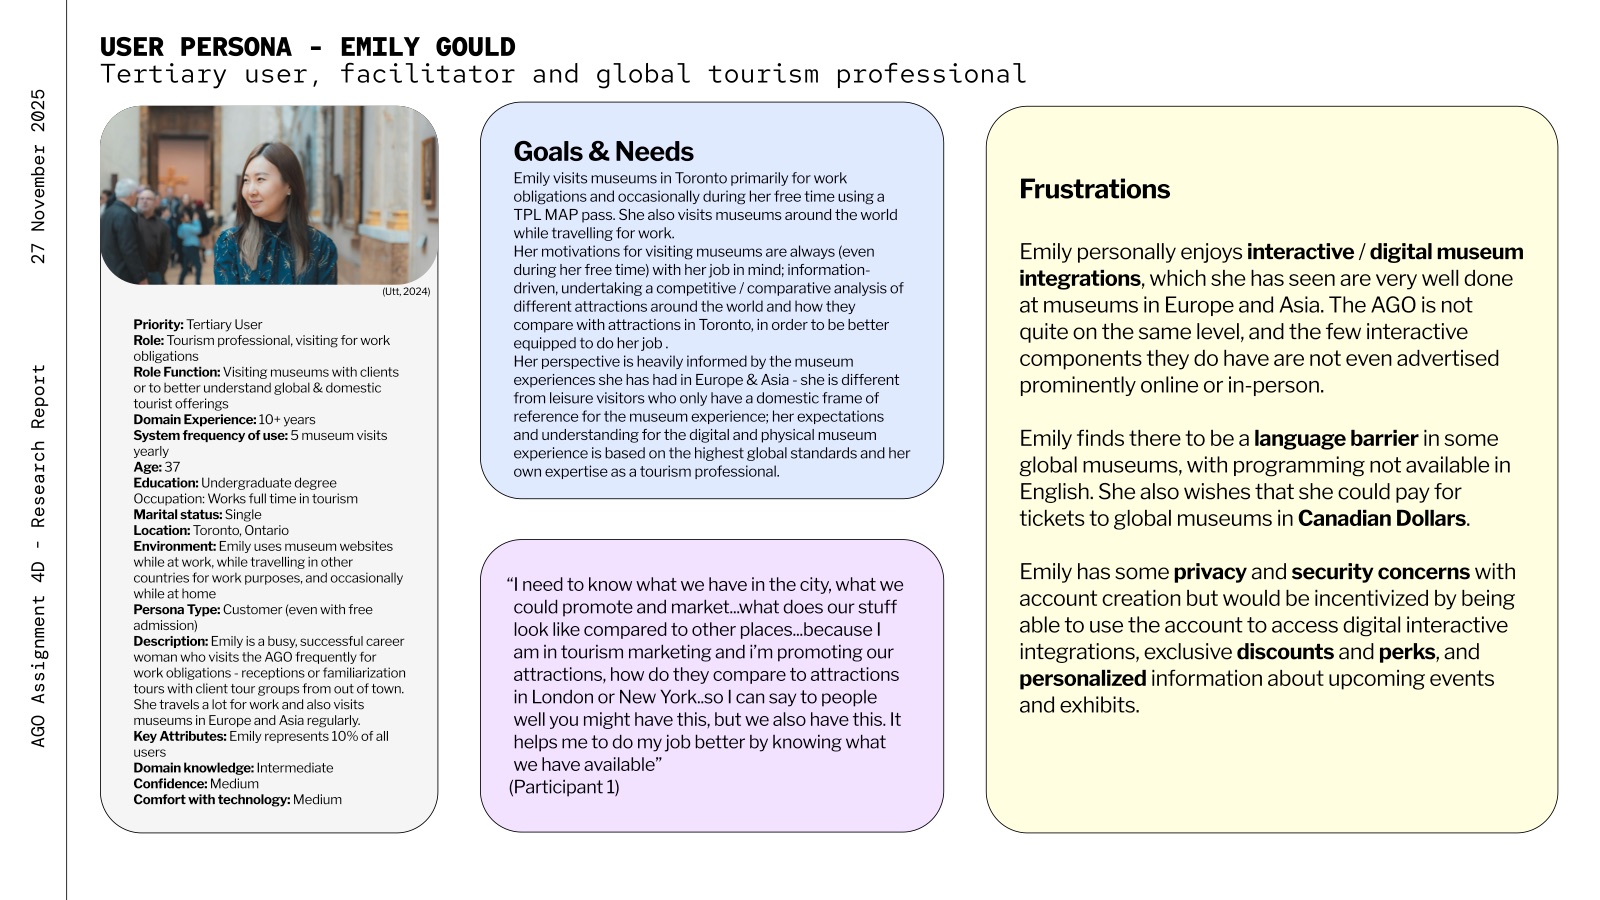 USER PERSONA - EMILY GOULD
Tertiary user, facilitator and global tourism professional
27 November 2025
AGO Assignment 4D - Research Report
(Utt, 2024)
Priority: Tertiary User
Role: Tourism professional, visiting for work
obligations
Role Function: Visiting museums with clients
or to better understand global & domestic
tourist offerings
Domain Experience: 10+ years
System frequency of use: 5 museum visits
yearly
Age: 37
Education: Undergraduate degree
Occupation: Works full time in tourism
Marital status: Single
Location: Toronto, Ontario
Environment: Emily uses museum websites
while at work, while travelling in other
countries for work purposes, and occasionally
while at home
Persona Type: Customer (even with free
admission)
Description: Emily is a busy, successful career
woman who visits the AGO frequently for
work obligations - receptions or familiarization
tours with client tour groups from out of town.
She travels a lot for work and also visits
museums in Europe and Asia regularly.
Key Attributes: Emily represents 10% of all
users
Domain knowledge: Intermediate
Confidence: Medium
Comfort with technology: Medium
Goals & Needs
Emily visits museums in Toronto primarily for work
obligations and occasionally during her free time using a
TPL MAP pass. She also visits museums around the world
while travelling for work.
Her motivations for visiting museums are always (even
during her free time) with her job in mind; information-
driven, undertaking a competitive / comparative analysis of
different attractions around the world and how they
compare with attractions in Toronto, in order to be better
equipped to do her job .
Her perspective is heavily informed by the museum
experiences she has had in Europe & Asia - she is different
from leisure visitors who only have a domestic frame of
reference for the museum experience; her expectations
and understanding for the digital and physical museum
experience is based on the highest global standards and her
own expertise as a tourism professional.
“I need to know what we have in the city, what we
could promote and market...what does our stuff
look like compared to other places...because I
am in tourism marketing and i’m promoting our
attractions, how do they compare to attractions
in London or New York..so I can say to people
well you might have this, but we also have this. It
helps me to do my job better by knowing what
we have available”
(Participant 1)
Frustrations
Emily personally enjoys interactive / digital museum
integrations, which she has seen are very well done
at museums in Europe and Asia. The AGO is not
quite on the same level, and the few interactive
components they do have are not even advertised
prominently online or in-person.
Emily finds there to be a language barrier in some
global museums, with programming not available in
English. She also wishes that she could pay for
tickets to global museums in Canadian Dollars.
Emily has some privacy and security concerns with
account creation but would be incentivized by being
able to use the account to access digital interactive
integrations, exclusive discounts and perks, and
personalized information about upcoming events
and exhibits.